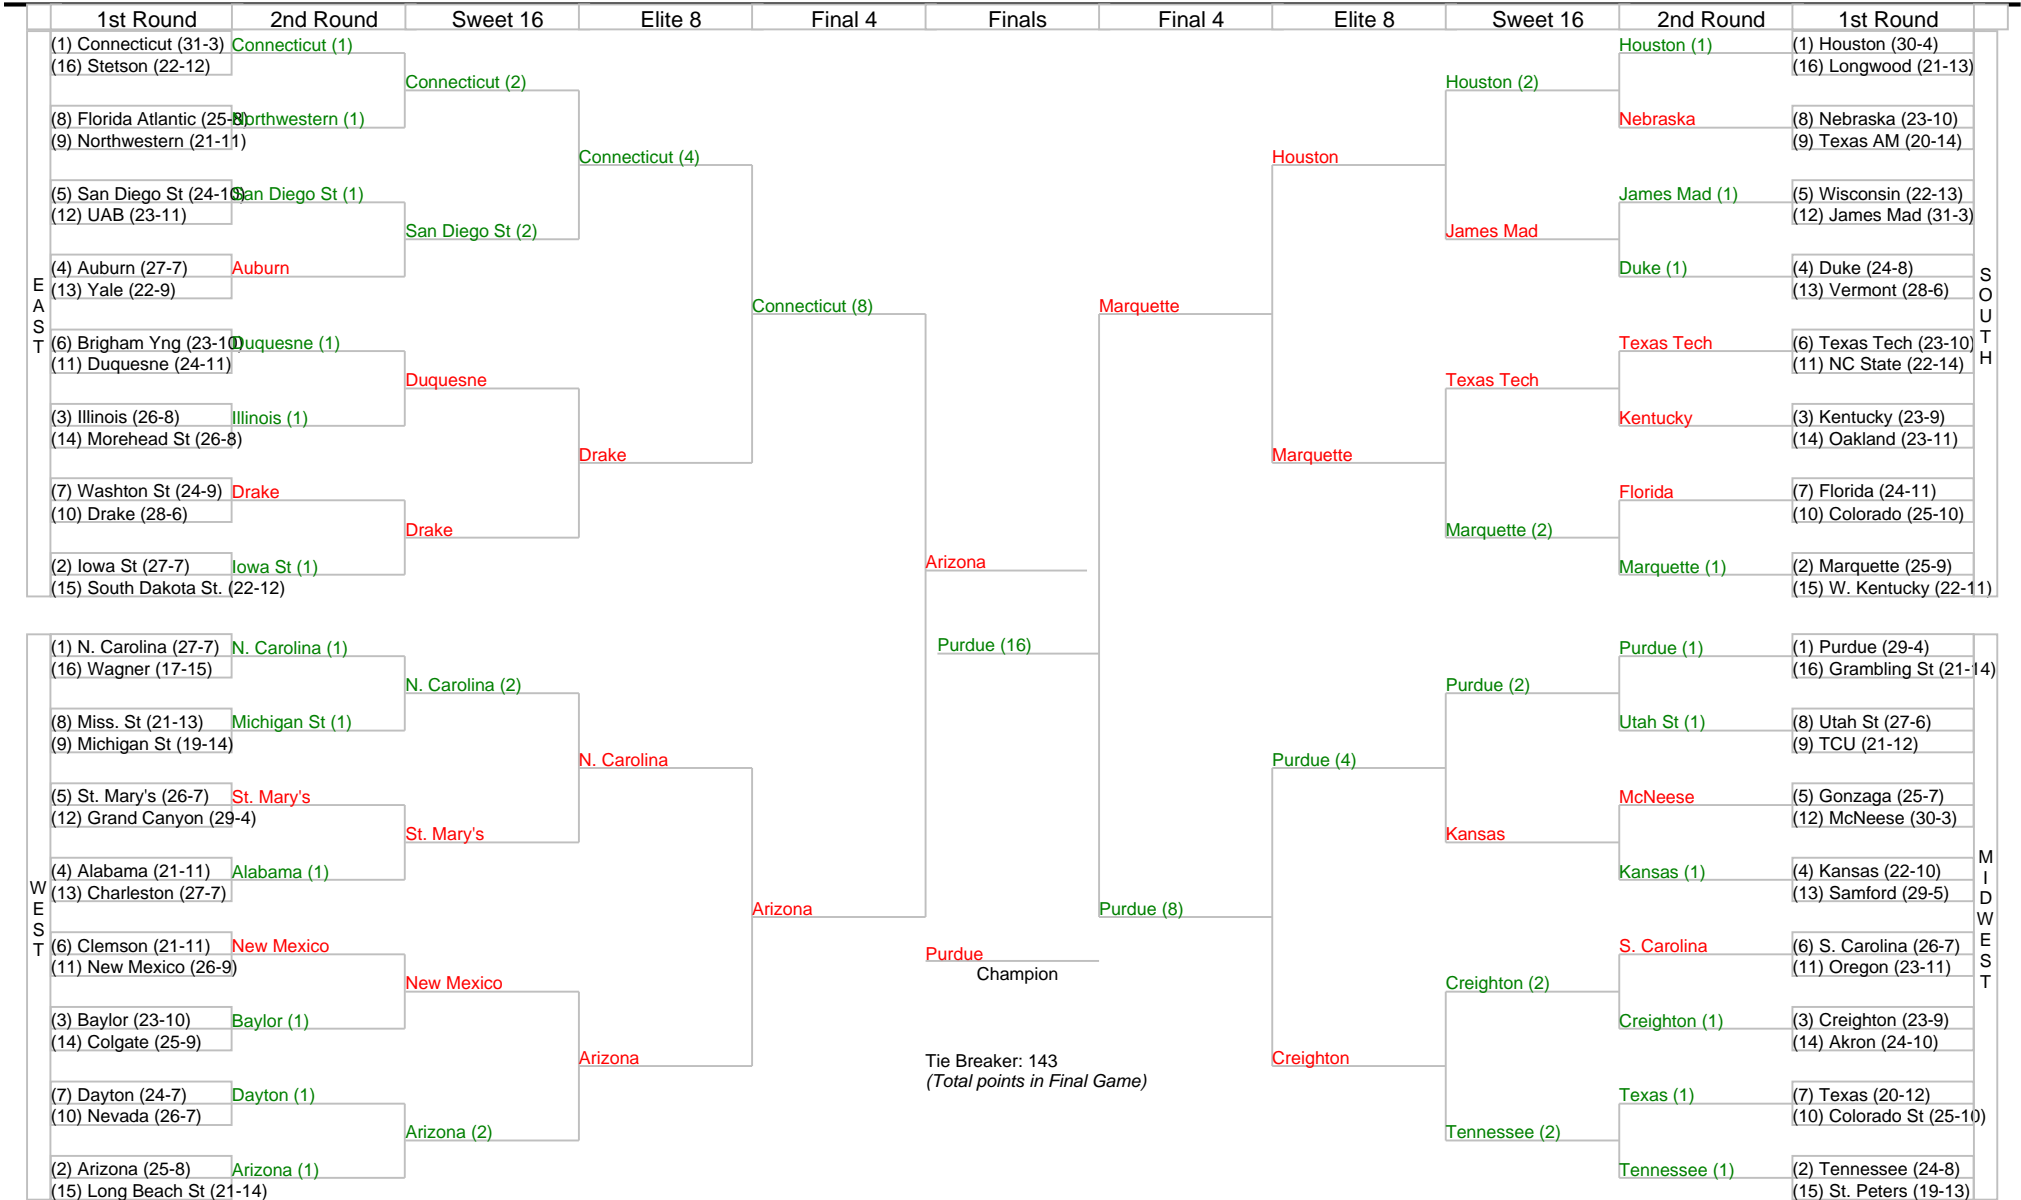 1st Round 2nd Round Sweet 16 Elite 8 Final 4 Finals Final 4 Elite 8 Sweet 16 2nd Round 1st Round
EAST
(1) Connecticut (31-3)
(16) Stetson (22-12)
(8) Florida Atlantic (25-8)
(9) Northwestern (21-11)
(5) San Diego St (24-10)
(12) UAB (23-11)
(4) Auburn (27-7)
(13) Yale (22-9)
(6) Brigham Yng (23-10)
(11) Duquesne (24-11)
(3) Illinois (26-8)
(14) Morehead St (26-8)
(7) Washton St (24-9)
(10) Drake (28-6)
(2) Iowa St (27-7)
(15) South Dakota St. (22-12)
Connecticut (1)
Northwestern (1)
San Diego St (1)
Auburn
Duquesne (1)
Illinois (1)
Drake
Iowa St (1)
Connecticut (2)
San Diego St (2)
Duquesne
Drake
Connecticut (4)
Drake
Connecticut (8)
WEST
(1) N. Carolina (27-7)
(16) Wagner (17-15)
(8) Miss. St (21-13)
(9) Michigan St (19-14)
(5) St. Mary's (26-7)
(12) Grand Canyon (29-4)
(4) Alabama (21-11)
(13) Charleston (27-7)
(6) Clemson (21-11)
(11) New Mexico (26-9)
(3) Baylor (23-10)
(14) Colgate (25-9)
(7) Dayton (24-7)
(10) Nevada (26-7)
(2) Arizona (25-8)
(15) Long Beach St (21-14)
N. Carolina (1)
Michigan St (1)
St. Mary's
Alabama (1)
New Mexico
Baylor (1)
Dayton (1)
Arizona (1)
N. Carolina (2)
St. Mary's
New Mexico
Arizona (2)
N. Carolina
Arizona
Arizona
Arizona
Purdue (16)
Purdue
Champion
Tie Breaker: 143
(Total points in Final Game)
Marquette
Houston
Marquette
Houston (2)
James Mad
Texas Tech
Marquette (2)
Houston (1)
Nebraska
James Mad (1)
Duke (1)
Texas Tech
Kentucky
Florida
Marquette (1)
(1) Houston (30-4)
(16) Longwood (21-13)
(8) Nebraska (23-10)
(9) Texas AM (20-14)
(5) Wisconsin (22-13)
(12) James Mad (31-3)
(4) Duke (24-8)
(13) Vermont (28-6)
(6) Texas Tech (23-10)
(11) NC State (22-14)
(3) Kentucky (23-9)
(14) Oakland (23-11)
(7) Florida (24-11)
(10) Colorado (25-10)
(2) Marquette (25-9)
(15) W. Kentucky (22-11)
SOUTH
Purdue (8)
Purdue (4)
Creighton
Purdue (2)
Kansas
Creighton (2)
Tennessee (2)
Purdue (1)
Utah St (1)
McNeese
Kansas (1)
S. Carolina
Creighton (1)
Texas (1)
Tennessee (1)
(1) Purdue (29-4)
(16) Grambling St (21-14)
(8) Utah St (27-6)
(9) TCU (21-12)
(5) Gonzaga (25-7)
(12) McNeese (30-3)
(4) Kansas (22-10)
(13) Samford (29-5)
(6) S. Carolina (26-7)
(11) Oregon (23-11)
(3) Creighton (23-9)
(14) Akron (24-10)
(7) Texas (20-12)
(10) Colorado St (25-10)
(2) Tennessee (24-8)
(15) St. Peters (19-13)
MIDWEST